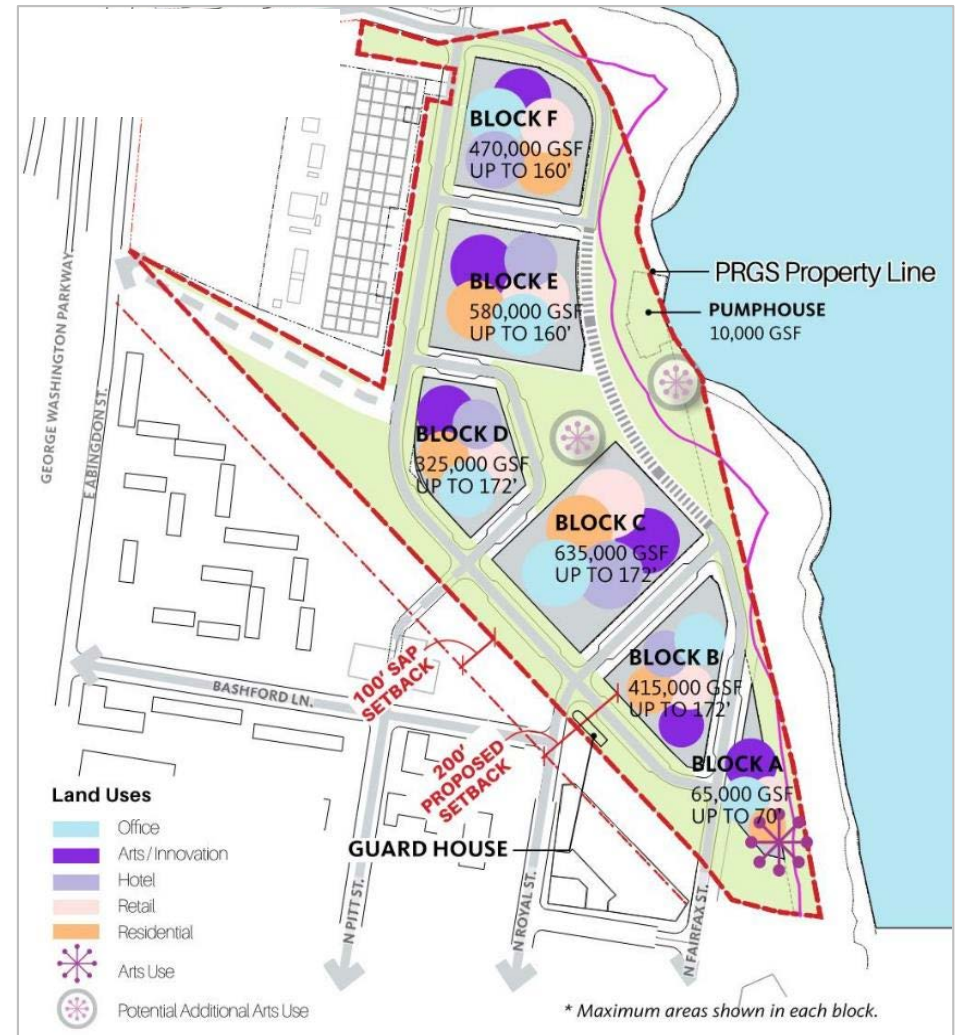 BLOCK F
470,000 GSF
UP TO 160'
BLOCK E
580,000 GSF
UP TO 160'
PRGS Property Line
PUMPHOUSE
10,000 GSF
GEORGE WASHINGTON PARKWAY
E ABINGDON ST.
BLOCK D
325,000 GSF
UP TO 172'
BLOCK C
635,000 GSF
UP TO 172'
BLOCK B
415,000 GSF
UP TO 172'
BLOCK A
65,000 GSF
UP TO 70'
100' SAP
SETBACK
200'
PROPOSED
SETBACK
BASHFORD LN.
GUARD HOUSE
N PITT ST.
N ROYAL ST.
N FAIRFAX ST.
Land Uses
Office
Arts / Innovation
Hotel
Retail
Residential
Arts Use
Potential Additional Arts Use
* Maximum areas shown in each block.